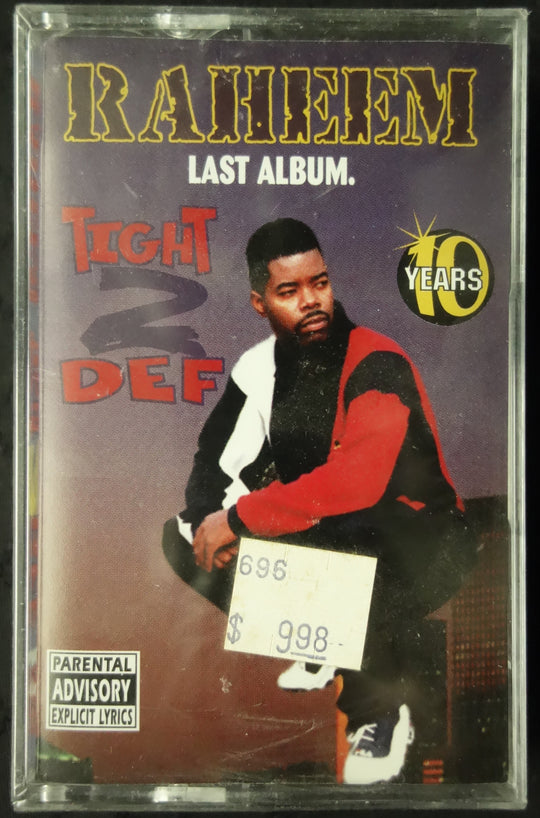 RAHEEM
LAST ALBUM.
TIGHT
2
DEF
10
YEARS
696
$ 998
PARENTAL
ADVISORY
EXPLICIT LYRICS